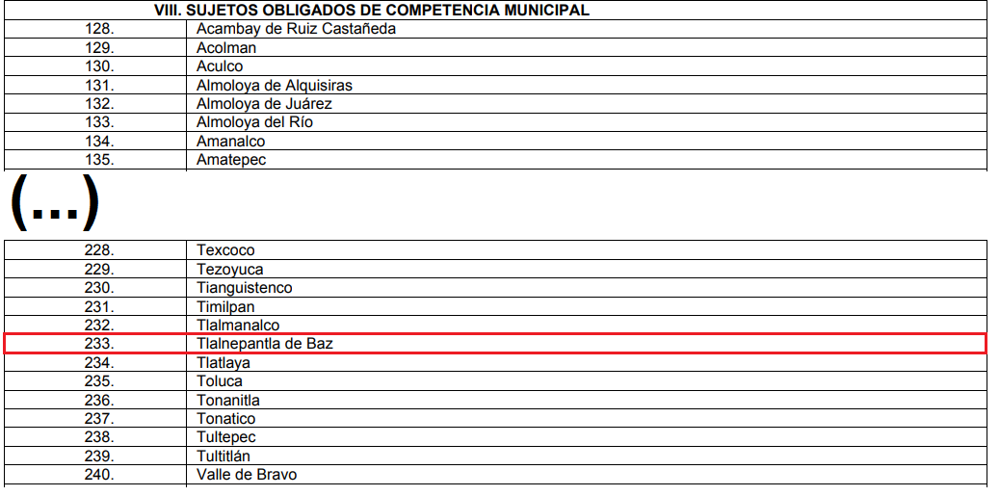 VIII. SUJETOS OBLIGADOS DE COMPETENCIA MUNICIPAL
128. Acambay de Ruiz Castañeda
129. Acolman
130. Aculco
131. Almoloya de Alquisiras
132. Almoloya de Juárez
133. Almoloya del Río
134. Amanalco
135. Amatepec
(...)
228. Texcoco
229. Tezoyuca
230. Tianguistenco
231. Timilpan
232. Tlalmanalco
233. Tlalnepantla de Baz
234. Tlatlaya
235. Toluca
236. Tonanitla
237. Tonatico
238. Tultepec
239. Tultitlán
240. Valle de Bravo